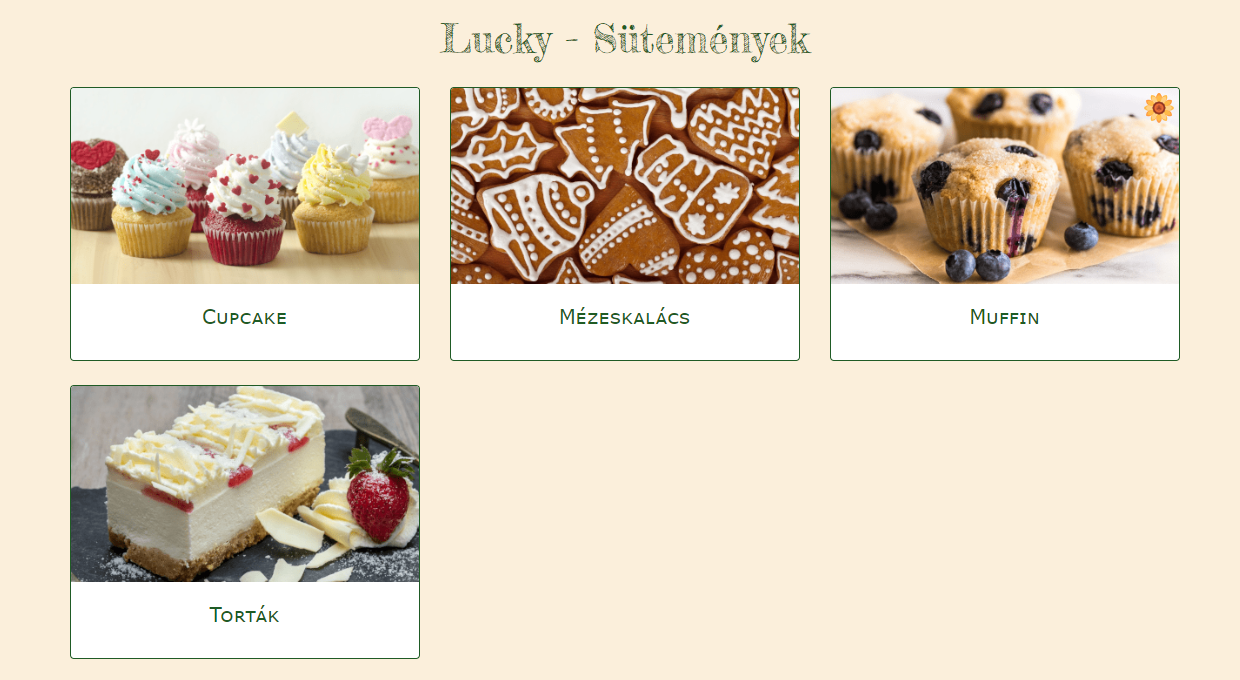 Lucky - Sütemények
Cupcake
Mézeskalács
Muffin
Torták